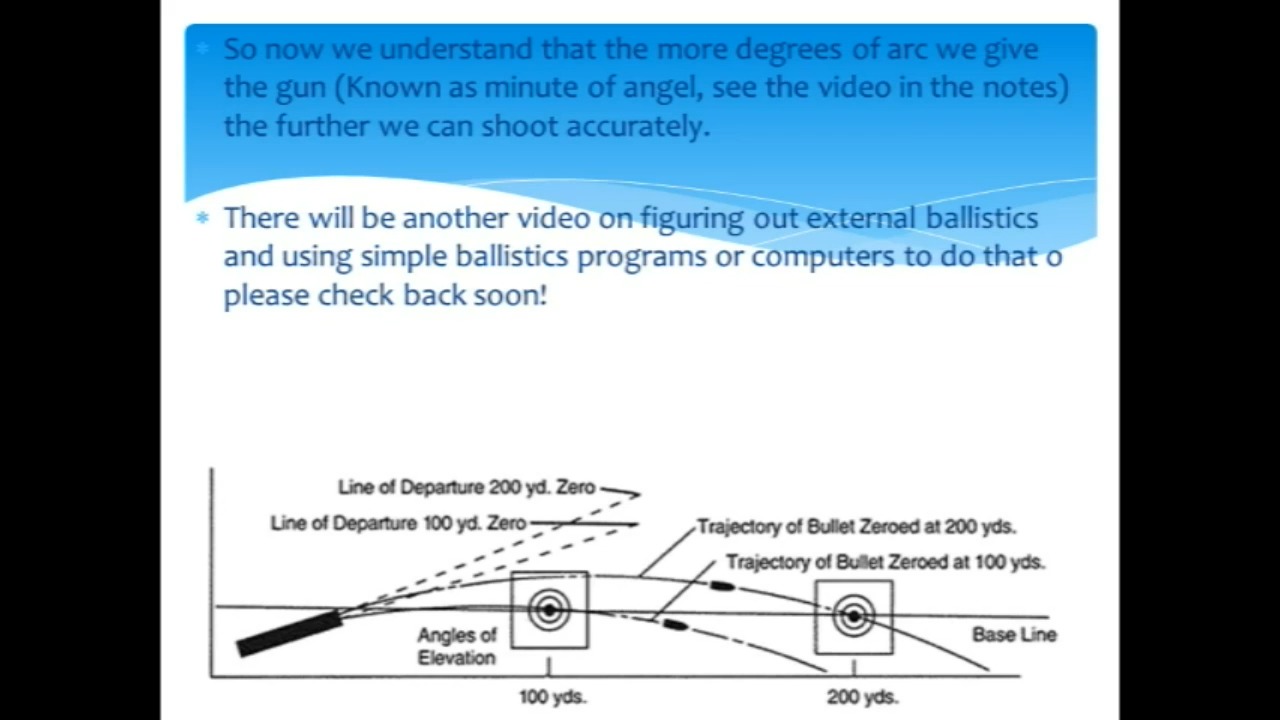 * So now we understand that the more degrees of arc we give
the gun (Known as minute of angel, see the video in the notes)
the further we can shoot accurately.
* There will be another video on figuring out external ballistics
and using simple ballistics programs or computers to do that o
please check back soon!
Line of Departure 200 yd. Zero
Line of Departure 100 yd. Zero
Trajectory of Bullet Zeroed at 200 yds.
Trajectory of Bullet Zeroed at 100 yds.
Angles of
Elevation
Base Line
100 yds.
200 yds.